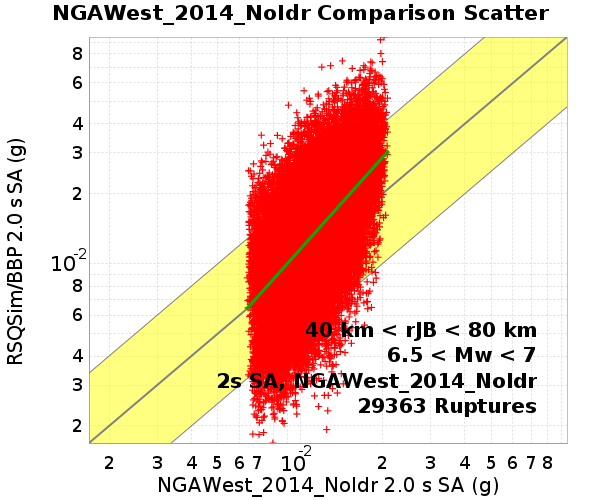 NGAWest_2014_NoIdr Comparison Scatter
8
6
4
3
2
10-2
8
6
4
3
2
RSQSim/BBP 2.0 s SA (g)
40 km < rJB < 80 km
6.5 < Mw < 7
2s SA, NGAWest_2014_NoIdr
29363 Ruptures
2 3 4 5 6 7 10-2 2 3 4 5 6 7 8
NGAWest_2014_NoIdr 2.0 s SA (g)